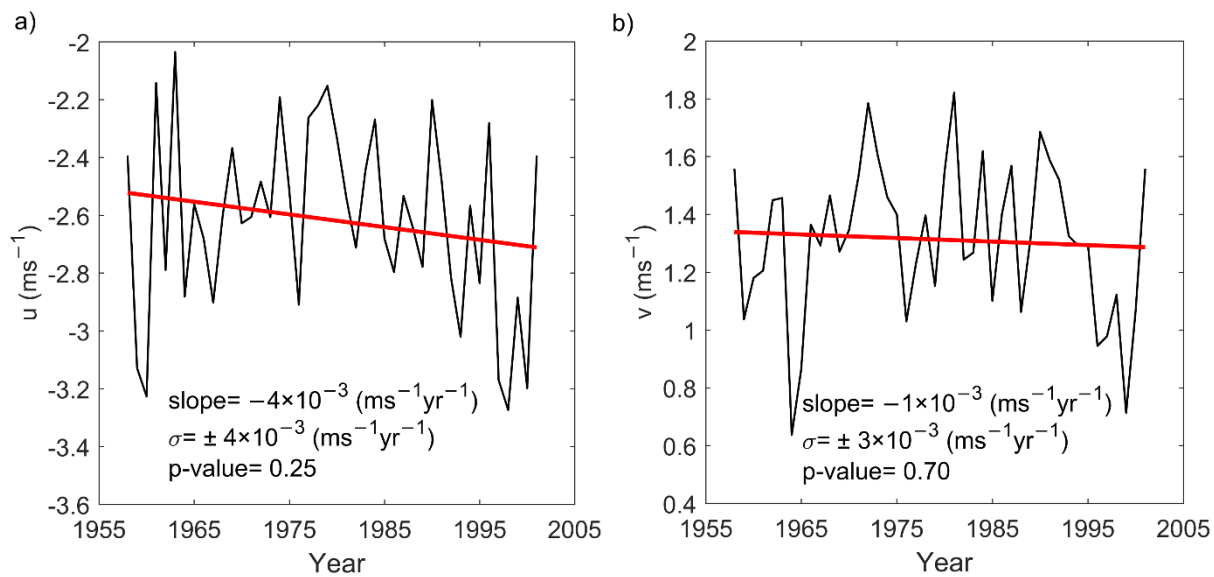 a)
-2
-2.2
-2.4
-2.6
-2.8
-3
-3.2
-3.4
-3.6
u (ms⁻¹)
slope= −4×10⁻³ (ms⁻¹yr⁻¹)
σ= ± 4×10⁻³ (ms⁻¹yr⁻¹)
p-value= 0.25
1955 1965 1975 1985 1995 2005
Year
b)
2
1.8
1.6
1.4
1.2
1
0.8
0.6
0.4
v (ms⁻¹)
slope= −1×10⁻³ (ms⁻¹yr⁻¹)
σ= ± 3×10⁻³ (ms⁻¹yr⁻¹)
p-value= 0.70
1955 1965 1975 1985 1995 2005
Year